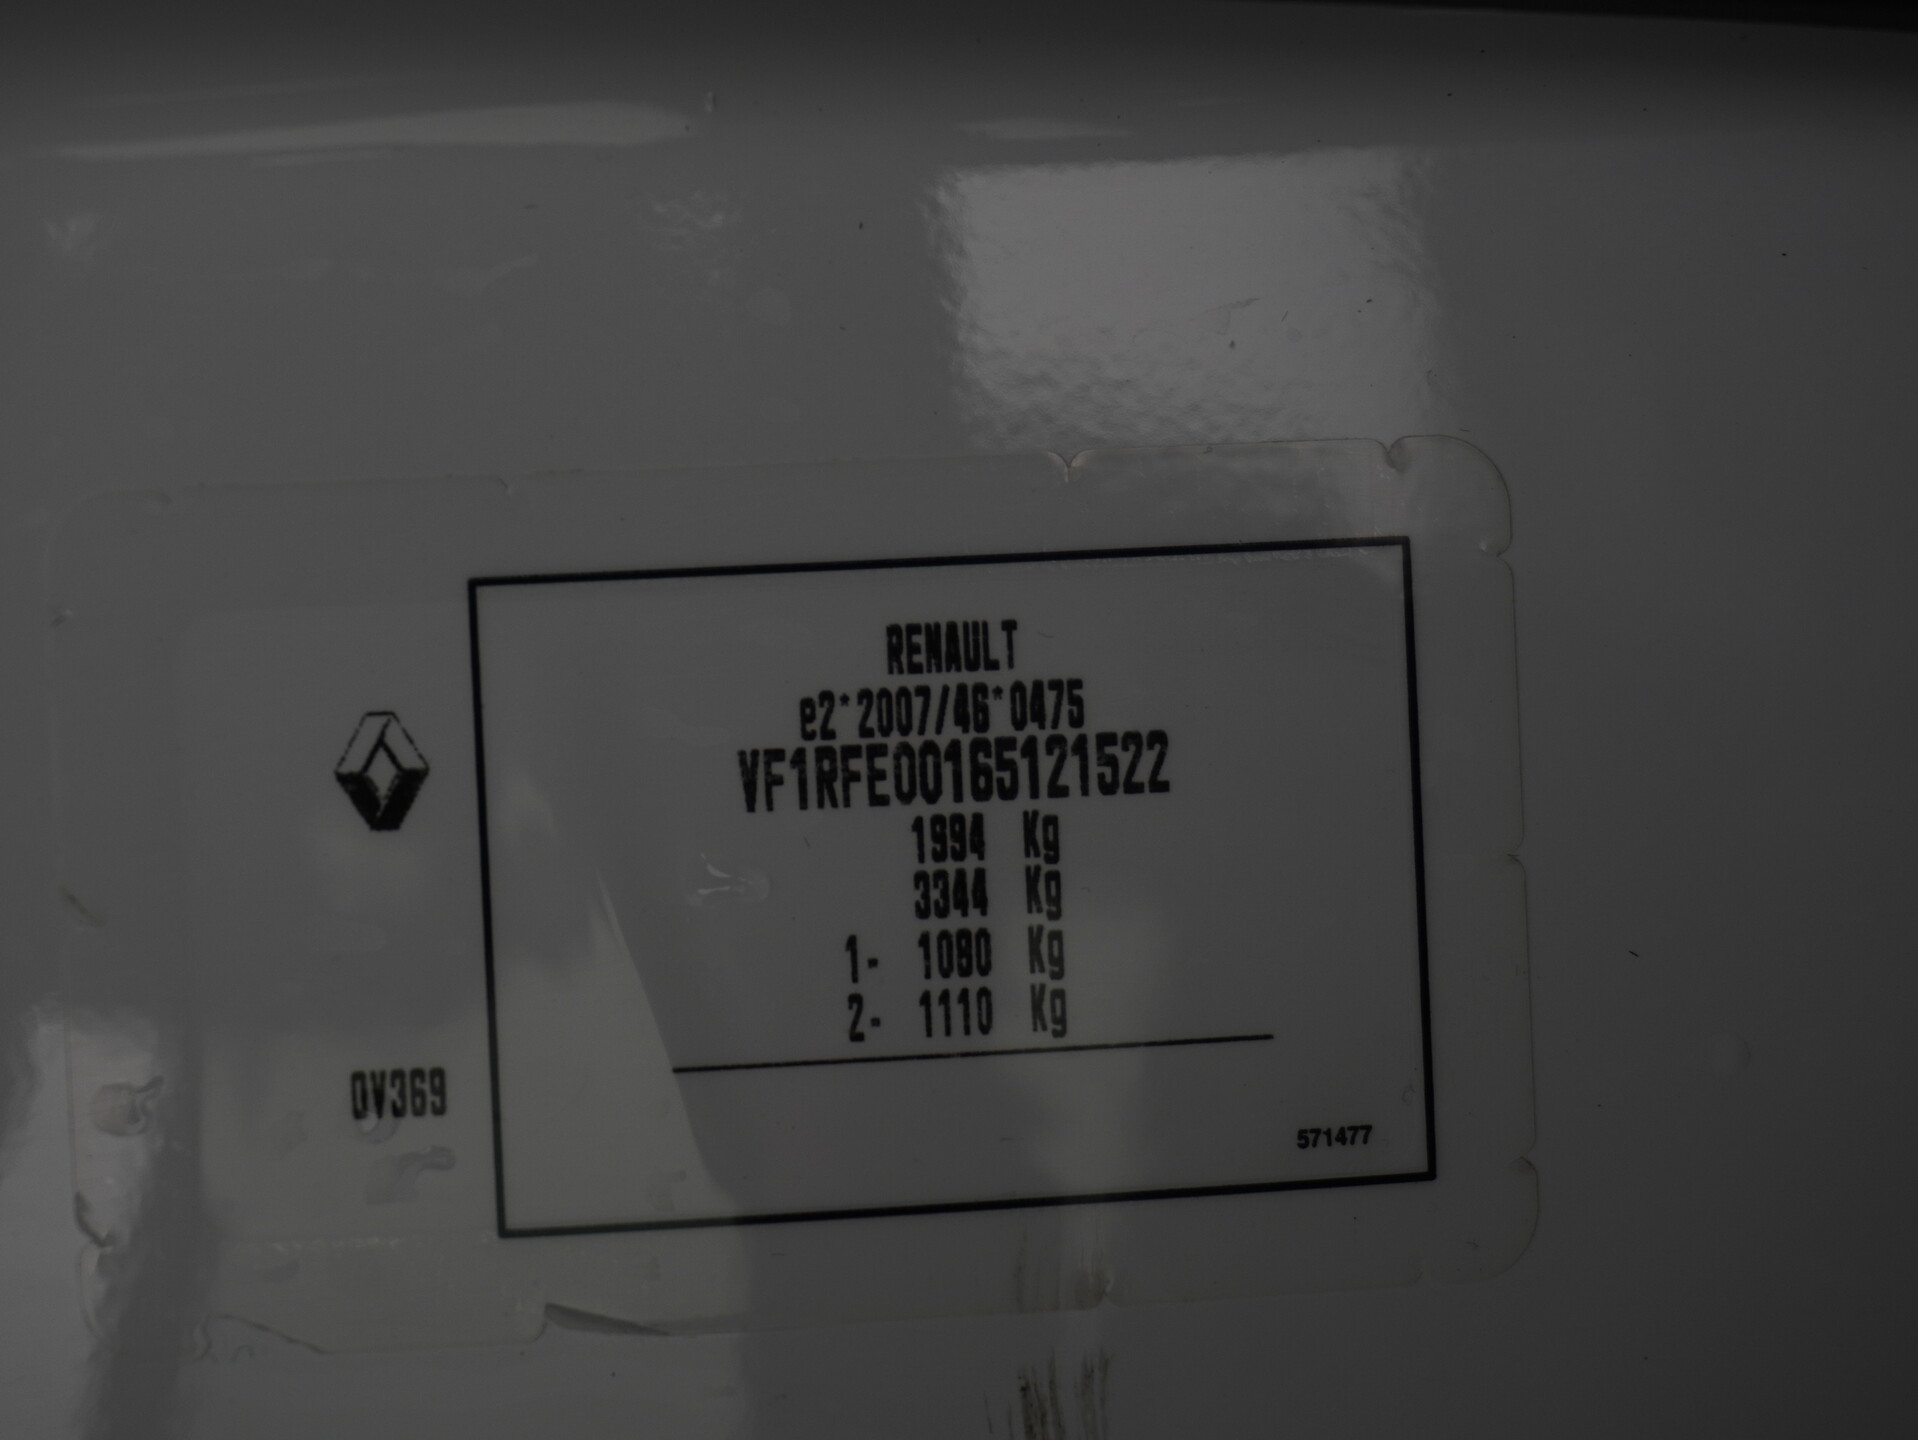 RENAULT
e2*2007/46*0475
VF1RFE00165121522
1994 Kg
3344 Kg
1- 1080 Kg
2- 1110 Kg
0V369
571477